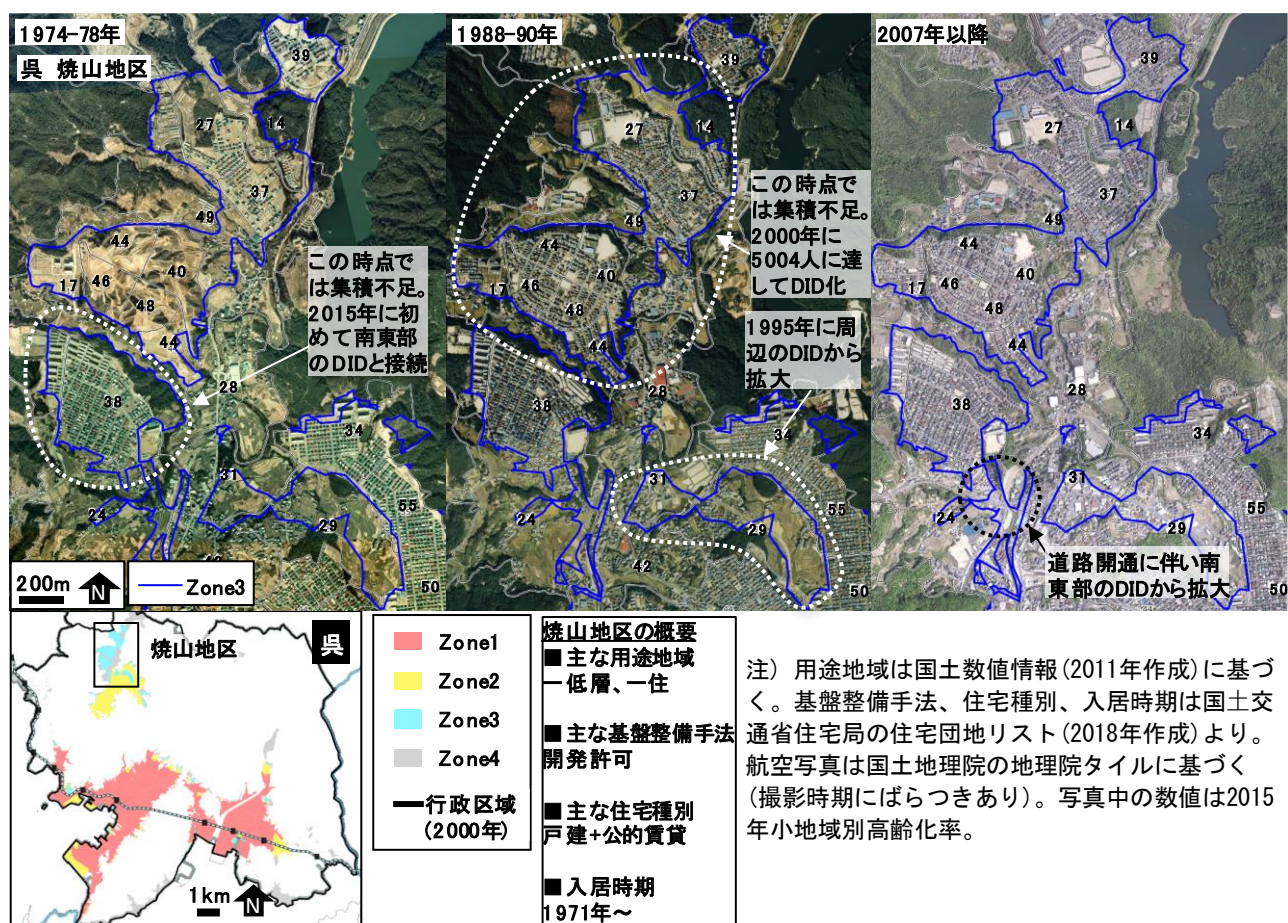 1974-78年
呉 焼山地区
39
27
14
37
49
44
40
46
17
48
44
この時点で
は集積不足。
2015年に初
めて南東部
のDIDと接続
28
38
34
31
24
29
55
50
200m
N
Zone3
1988-90年
39
27
14
37
この時点で
は集積不足。
2000年に
5004人に達
してDID化
49
44
40
17
46
48
44
1995年に周
辺のDIDから
拡大
28
38
34
31
24
29
55
42
50
2007年以降
39
27
14
37
49
44
40
17
46
48
44
28
38
34
31
24
29
55
道路開通に伴い南
東部のDIDから拡大
50
焼山地区
呉
1km
N
Zone1
Zone2
Zone3
Zone4
行政区域
(2000年)
焼山地区の概要
■主な用途地域
一低層、一住
■主な基盤整備手法
開発許可
■主な住宅種別
戸建+公的賃貸
■入居時期
1971年～
注）用途地域は国土数値情報(2011年作成)に基づ
く。基盤整備手法、住宅種別、入居時期は国土交
通省住宅局の住宅団地リスト(2018年作成)より。
航空写真は国土地理院の地理院タイルに基づく
(撮影時期にばらつきあり)。写真中の数値は2015
年小地域別高齢化率。